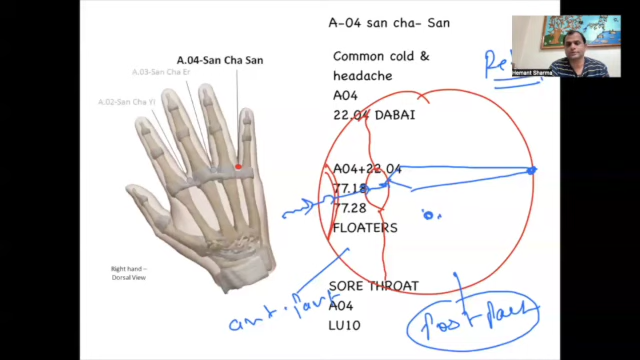 A-04 san cha- San
A.04-San Cha San
A.03-San Cha Er
A.02-San Cha YI
Common cold &
headache
A04
22.04 DABAI
Hemant Sharma
A04+22.04
77.18
77.28
FLOATERS
Right hand –
Dorsal View
SORE THROAT
A04
LU10
ant. Part
Post Part